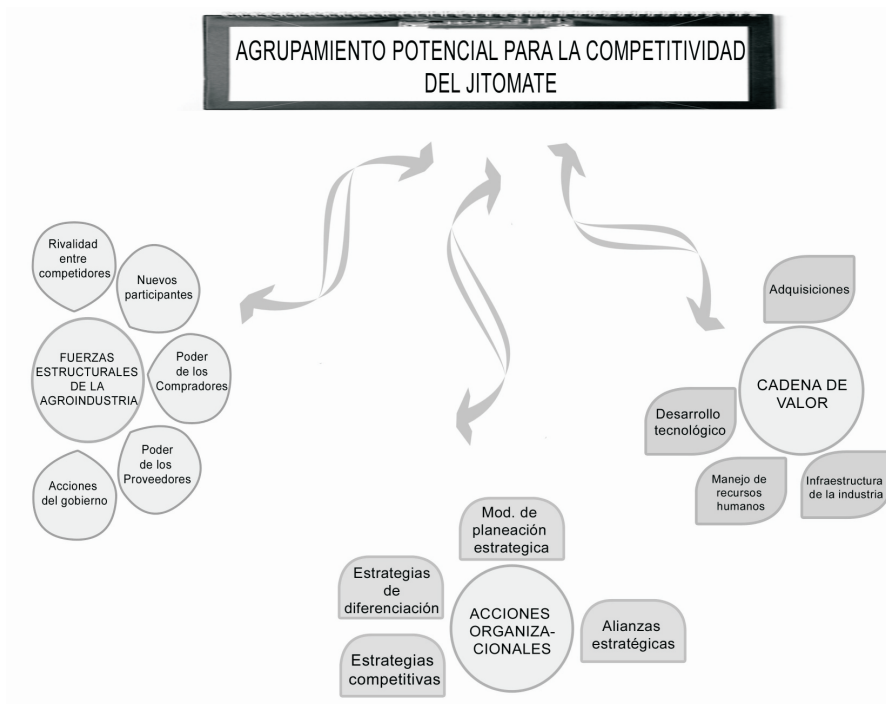 AGRUPAMIENTO POTENCIAL PARA LA COMPETITIVIDAD
DEL JITOMATE
Rivalidad
entre
competidores
Nuevos
participantes
FUERZAS
ESTRUCTURALES
DE LA
AGROINDUSTRIA
Poder
de los
Compradores
Poder
de los
Proveedores
Acciones
del gobierno
Mod. de
planeación
estrategica
Estrategias
de
diferenciación
ACCIONES
ORGANIZA-
CIONALES
Alianzas
estratégicas
Estrategias
competitivas
Adquisiciones
CADENA DE
VALOR
Desarrollo
tecnológico
Manejo de
recursos
humanos
Infraestructura
de la industria